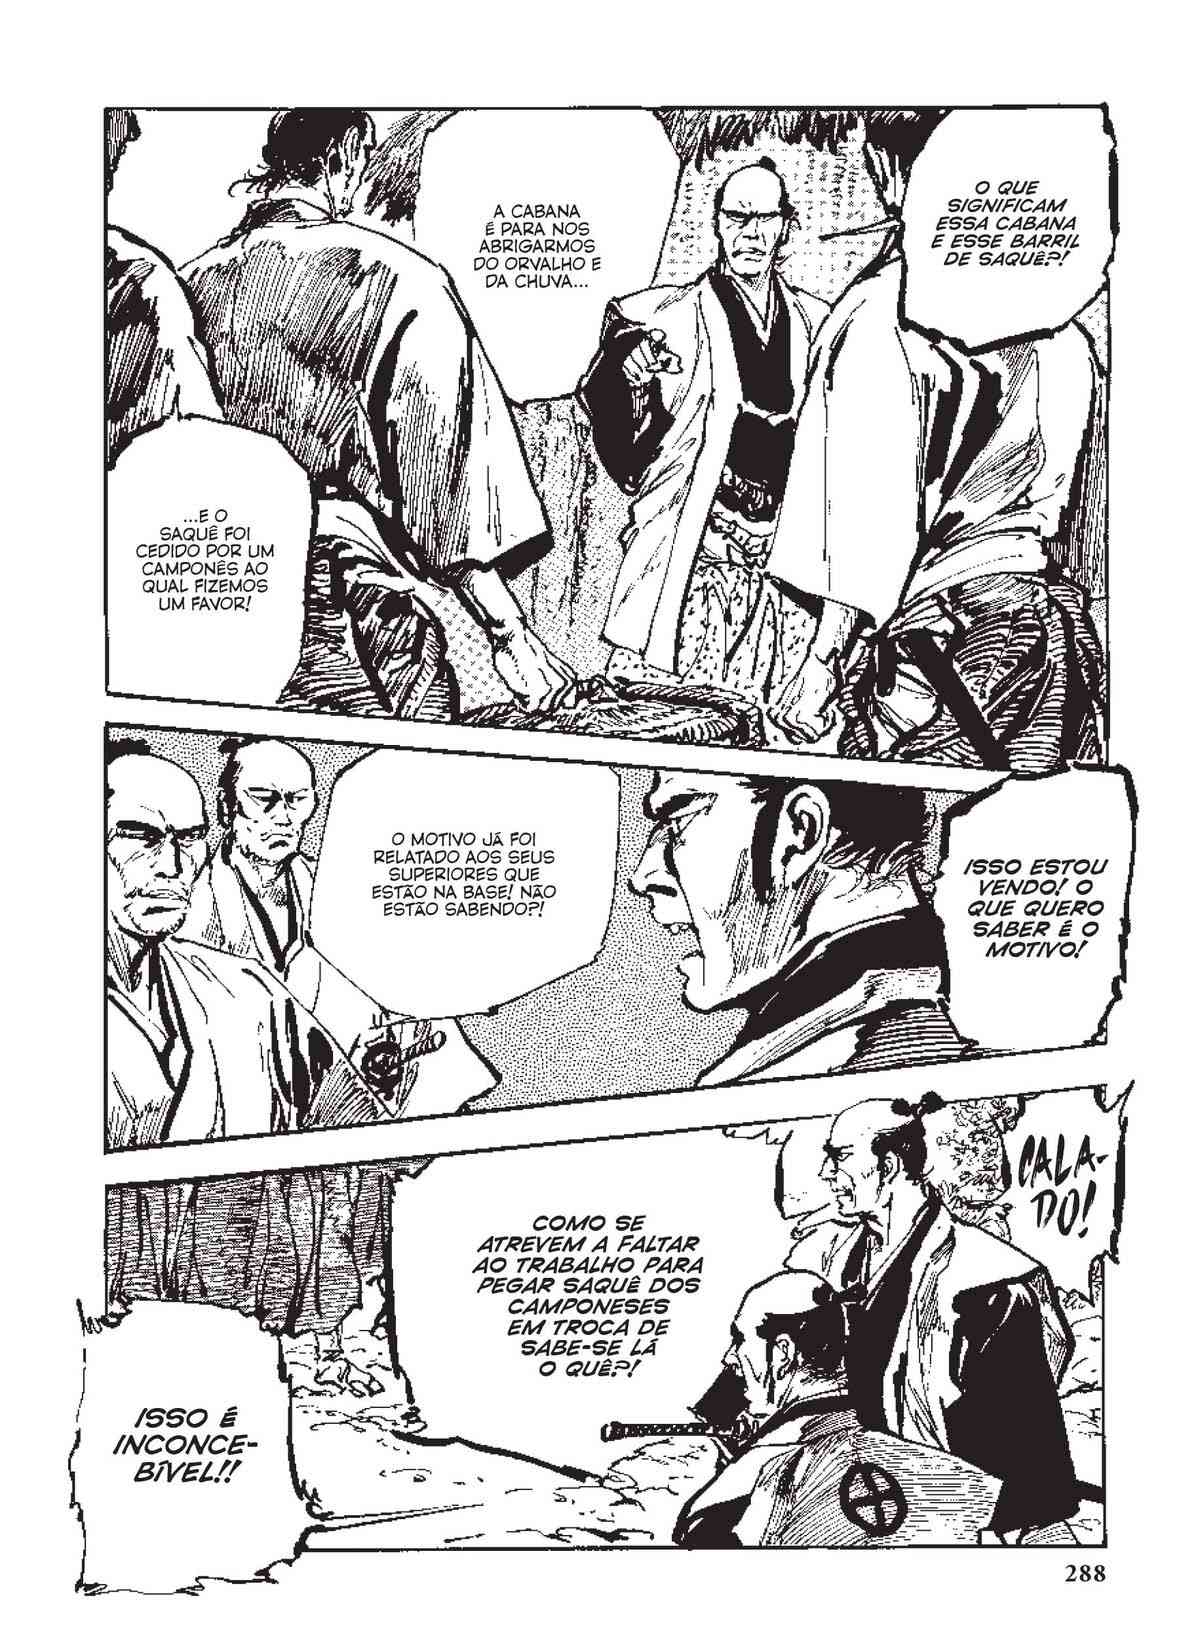 O QUE
SIGNIFICAM
ESSA CABANA
E ESSE BARRIL
DE SAQUÊ?!
A CABANA
É PARA NOS
ABRIGARMOS
DO ORVALHO E
DA CHUVA...
...E O
SAQUÊ FOI
CEDIDO POR UM
CAMPONÊS AO
QUAL FIZEMOS
UM FAVOR!
ISSO ESTOU
VENDO! O
QUE QUERO
SABER É O
MOTIVO!
O MOTIVO JÁ FOI
RELATADO AOS SEUS
SUPERIORES QUE
ESTÃO NA BASE! NÃO
ESTÃO SABENDO?!
CALA-
DO!
COMO SE
ATREVEM A FALTAR
AO TRABALHO PARA
PEGAR SAQUÊ DOS
CAMPONESES
EM TROCA DE
SABE-SE LÁ
O QUÊ?!
ISSO É
INCONCE-
BÍVEL!!
288